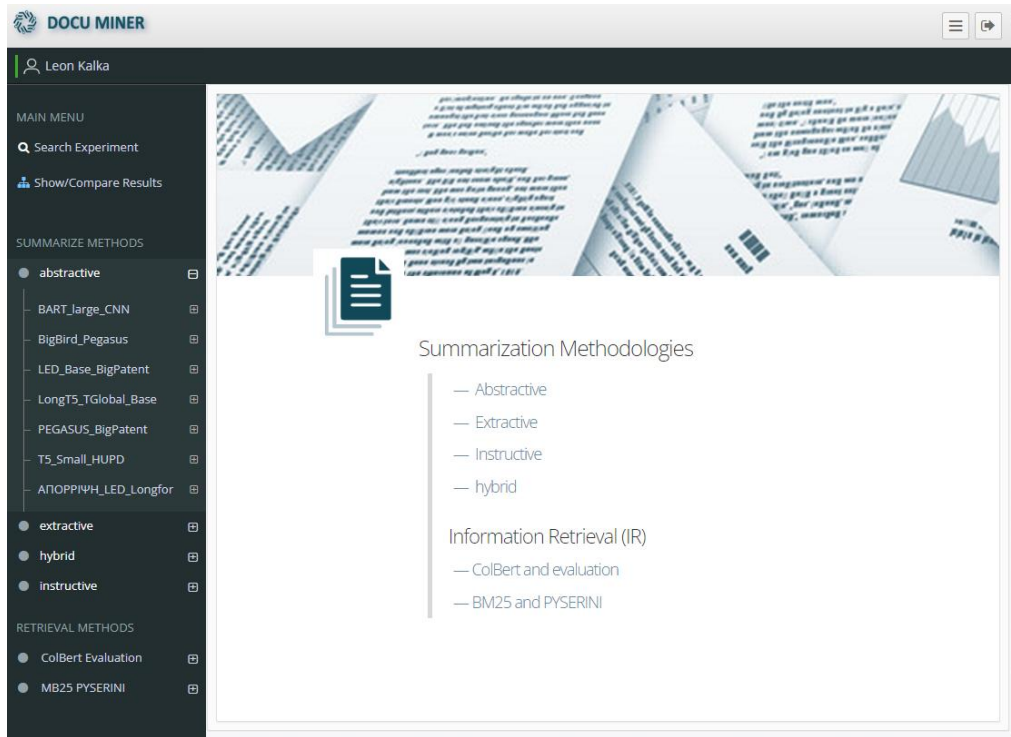 DOCU MINER
Leon Kalka
MAIN MENU
Search Experiment
Show/Compare Results
SUMMARIZE METHODS
abstractive
BART_large_CNN
BigBird_Pegasus
LED_Base_BigPatent
LongT5_TGlobal_Base
PEGASUS_BigPatent
T5_Small_HUPD
ΑΠΟΡΡΙΨΗ_LED_Longfor
extractive
hybrid
instructive
RETRIEVAL METHODS
ColBert Evaluation
MB25 PYSERINI
Summarization Methodologies
— Abstractive
— Extractive
— Instructive
— hybrid
Information Retrieval (IR)
— ColBert and evaluation
— BM25 and PYSERINI